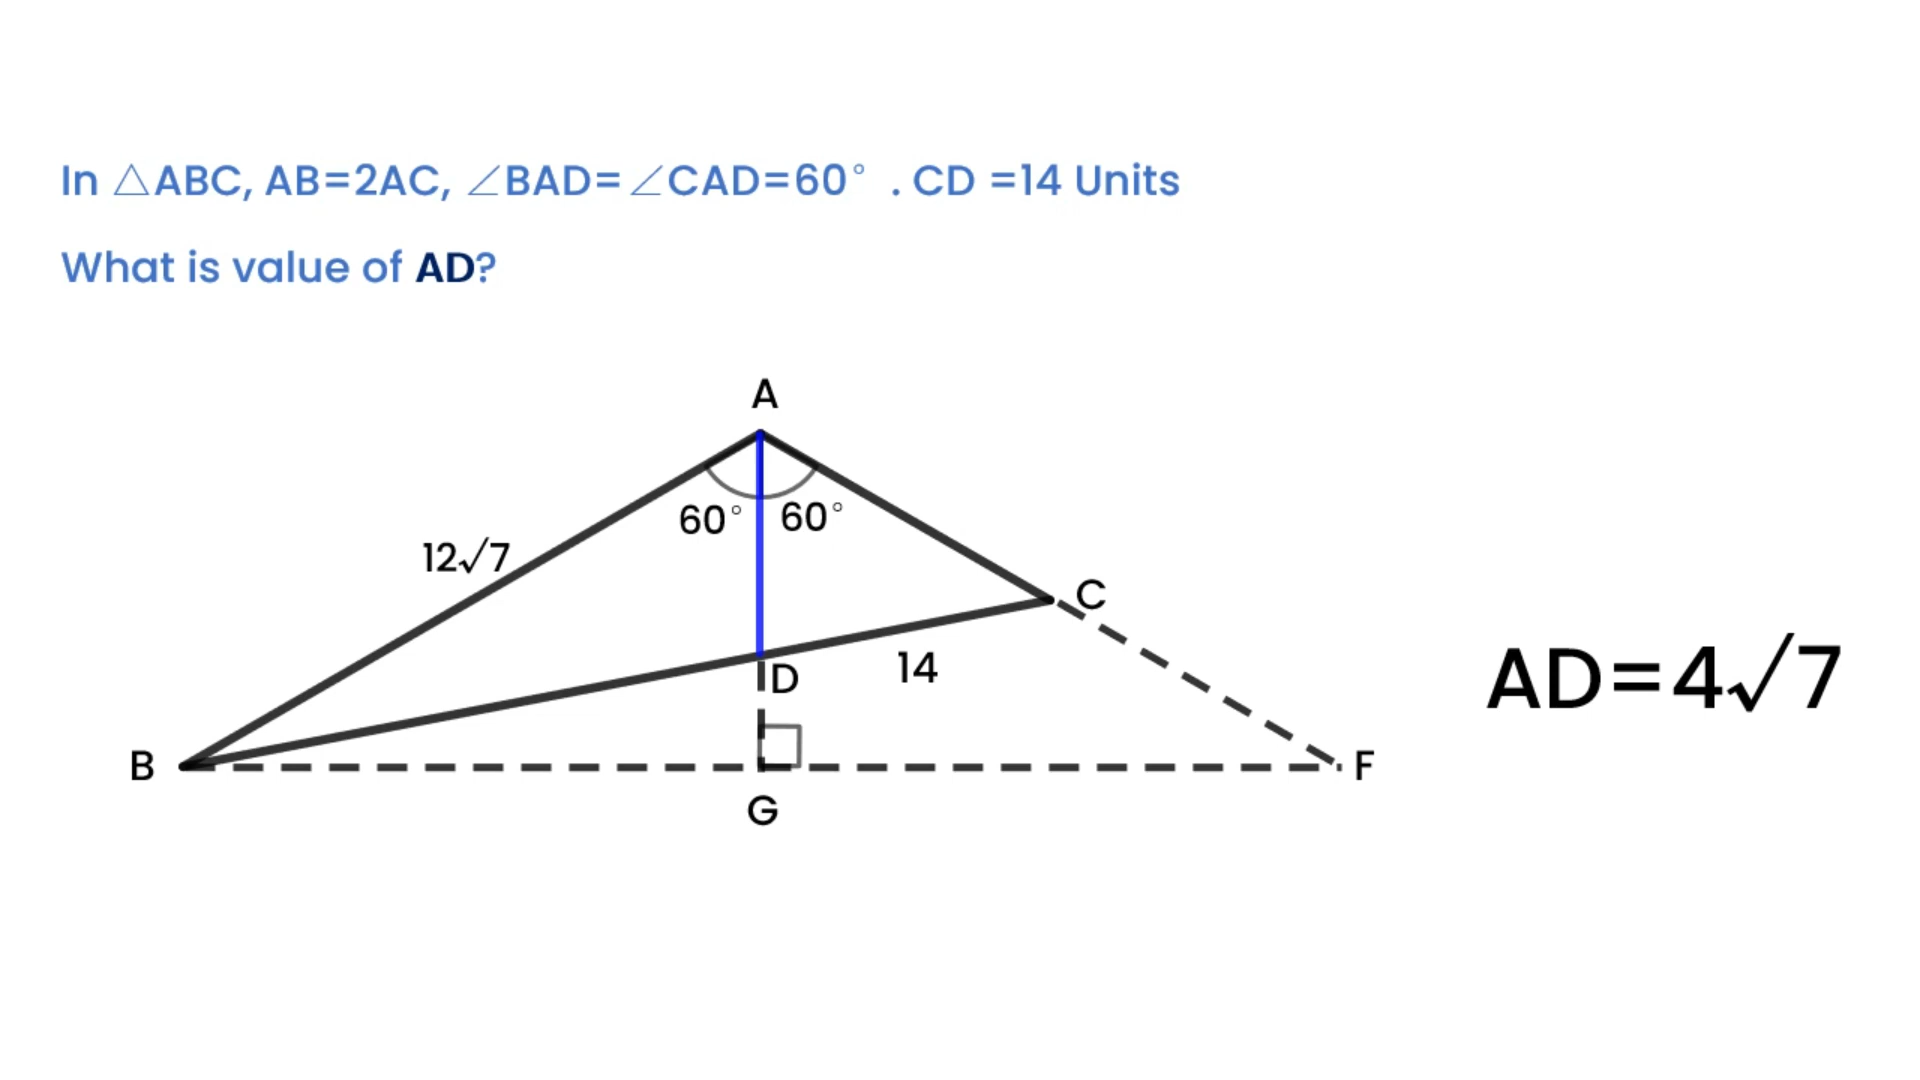 In △ABC, AB=2AC, ∠BAD=∠CAD=60° . CD =14 Units
What is value of AD?
A
60° 60°
12√7
C
14
D
AD=4√7
B
F
G